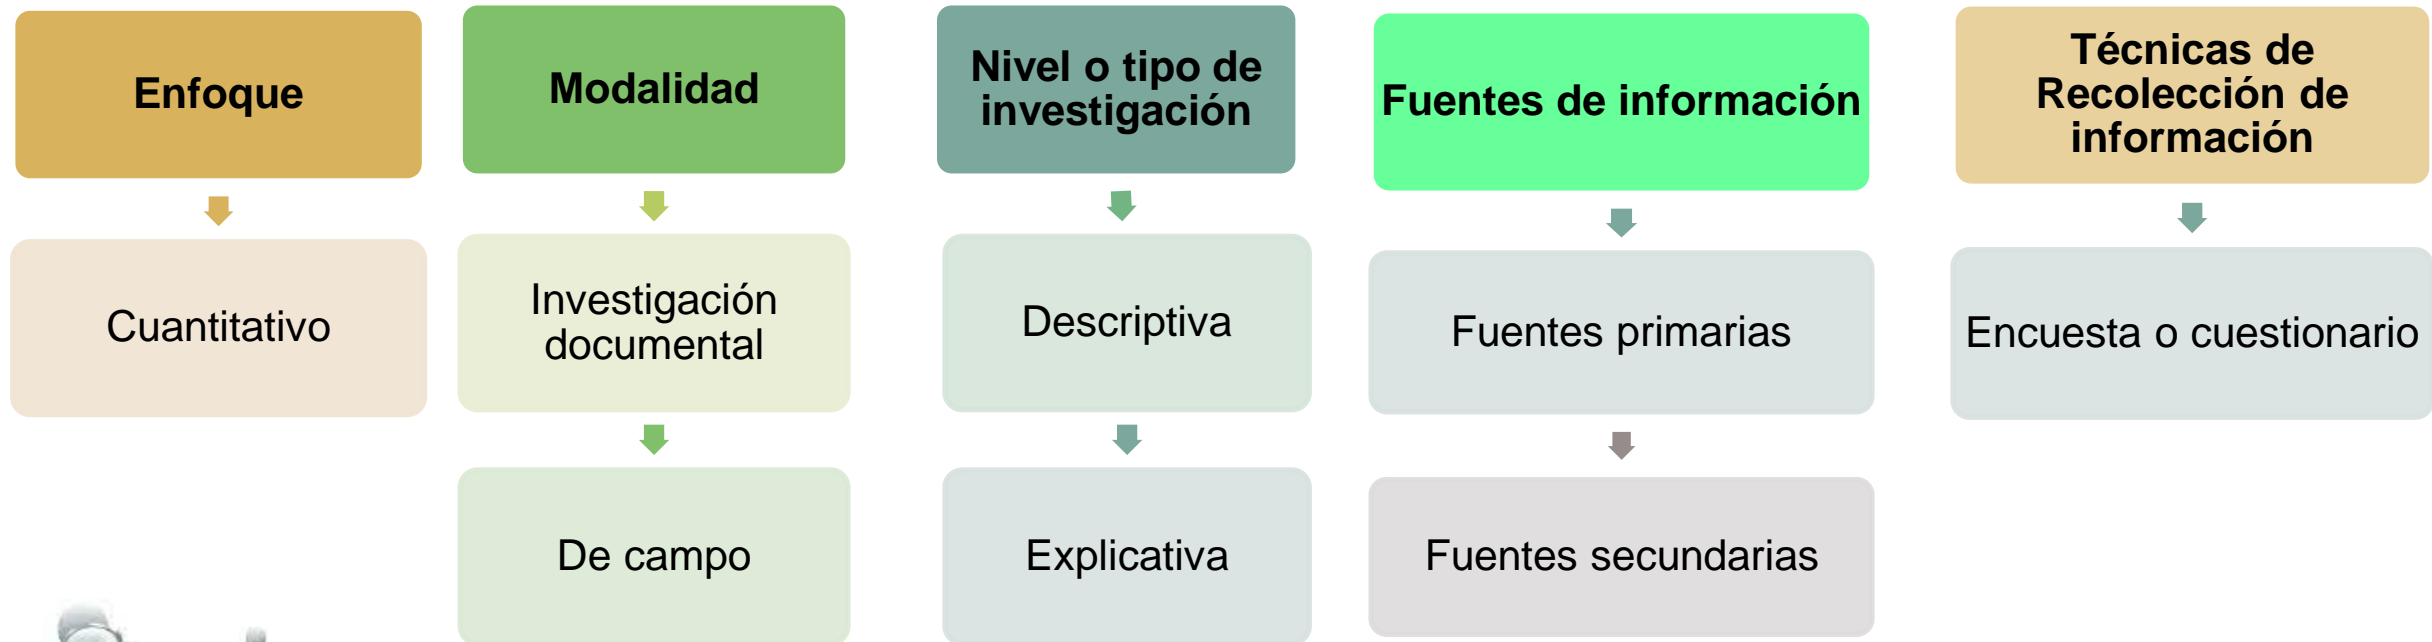 Enfoque
Cuantitativo
Modalidad
Investigación
documental
De campo
Nivel o tipo de
investigación
Descriptiva
Explicativa
Fuentes de información
Fuentes primarias
Fuentes secundarias
Técnicas de
Recolección de
información
Encuesta o cuestionario